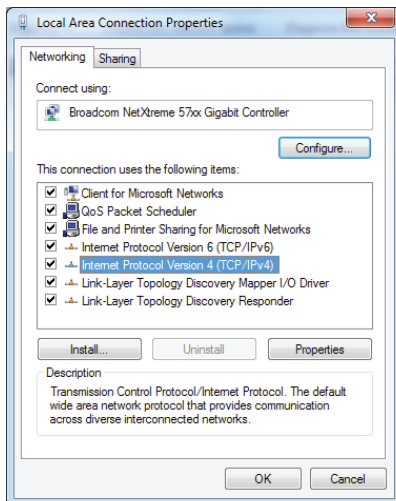 Local Area Connection Properties
Networking
Sharing
Connect using:
Broadcom NetXtreme 57xx Gigabit Controller
Configure...
This connection uses the following items:
Client for Microsoft Networks
QoS Packet Scheduler
File and Printer Sharing for Microsoft Networks
Internet Protocol Version 6 (TCP/IPv6)
Internet Protocol Version 4 (TCP/IPv4)
Link-Layer Topology Discovery Mapper I/O Driver
Link-Layer Topology Discovery Responder
Install...
Uninstall
Properties
Description
Transmission Control Protocol/Internet Protocol. The default
wide area network protocol that provides communication
across diverse interconnected networks.
OK
Cancel